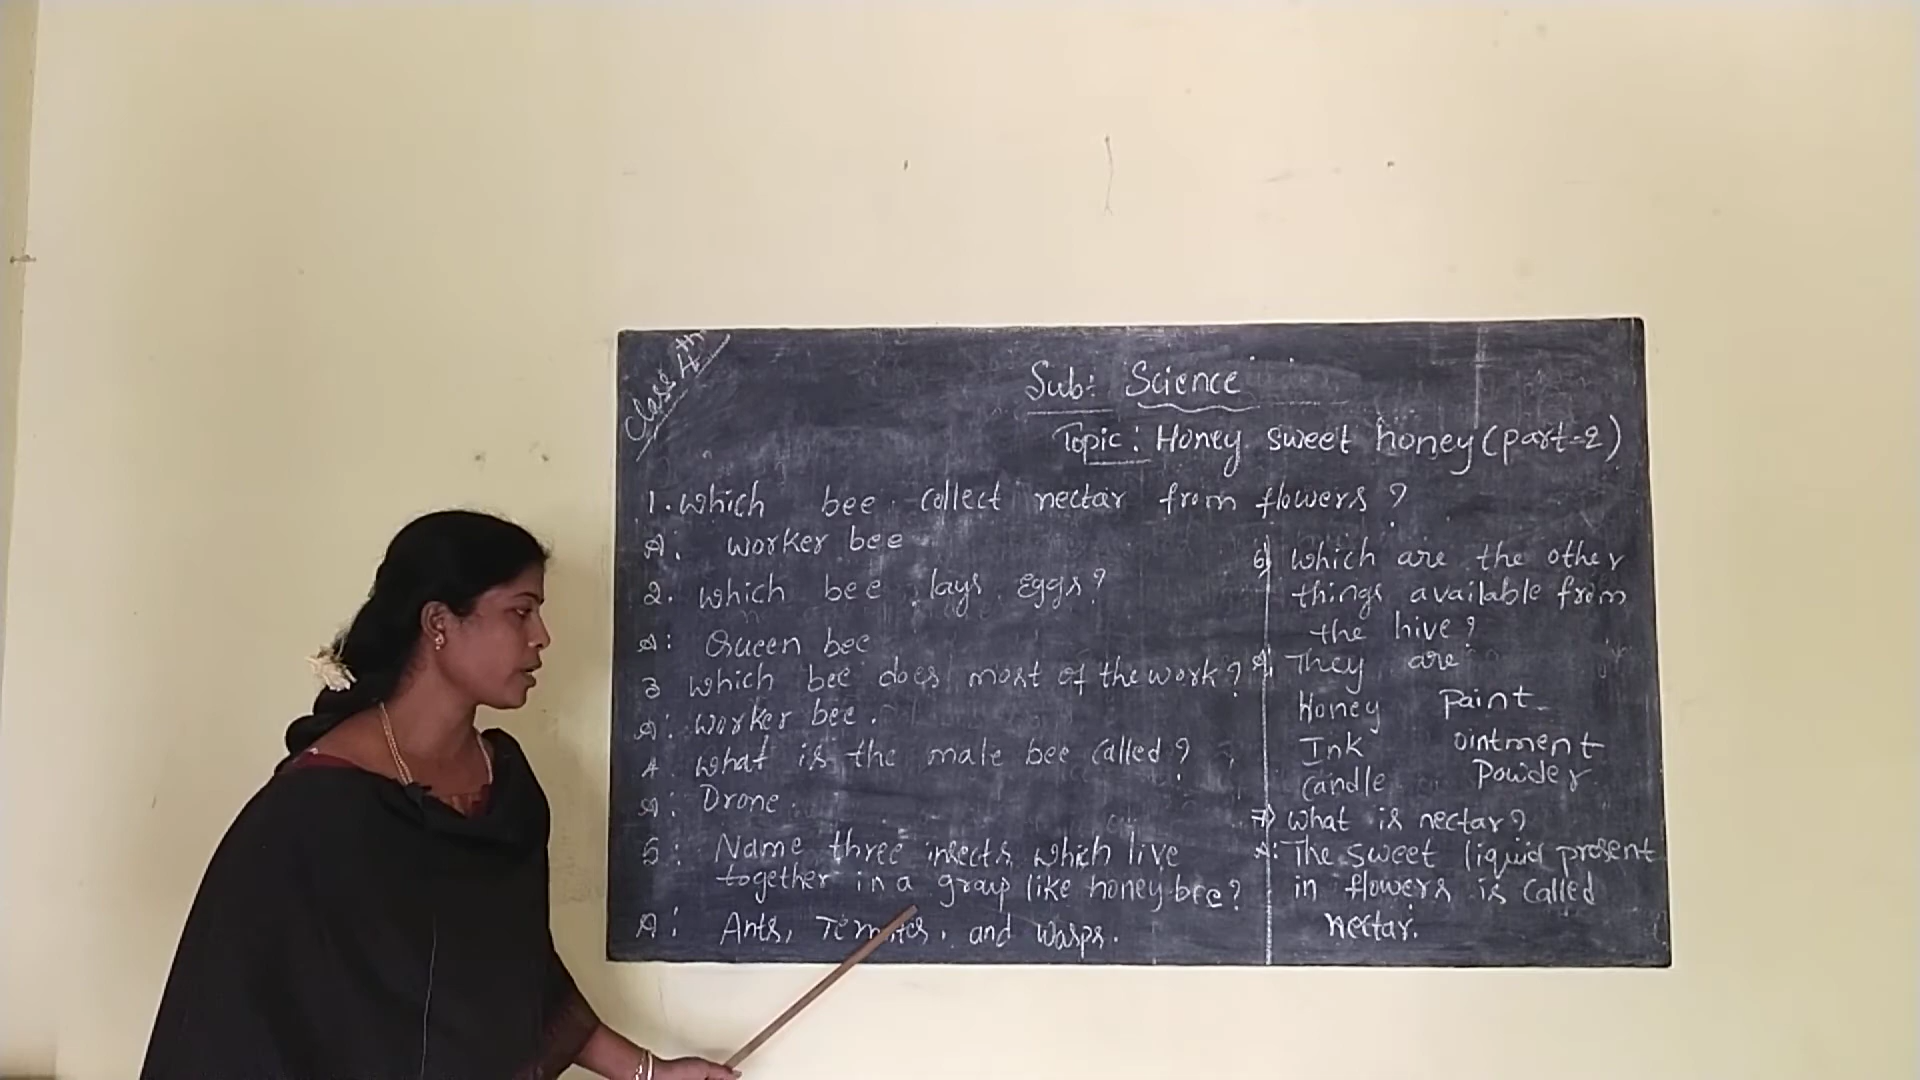 Class 4th
Sub: Science
Topic: Honey sweet honey (part-2)
1. which bee collect nectar from flowers?
A: worker bee
2. which bee lays eggs?
A: Queen bee
3 which bee does most of the work?
A: worker bee.
4. what is the male bee called?
A: Drone.
5: Name three insects which live
together in a group like honey bee?
A: Ants, Termites, and wasps.
6) which are the other
things available from
the hive?
A: They are
Honey paint
Ink ointment
candle powder
7) what is nectar?
A: The sweet liquid present
in flowers is called
nectar.